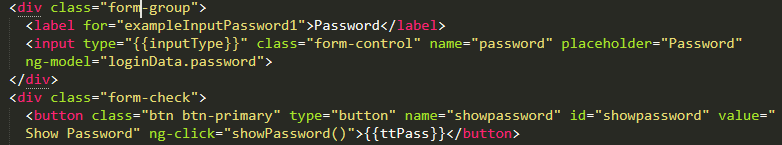 <div class="form-group">
<label for="exampleInputPassword1">Password</label>
<input type="{{inputType}}" class="form-control" name="password" placeholder="Password"
ng-model="loginData.password">
</div>
<div class="form-check">
<button class="btn btn-primary" type="button" name="showpassword" id="showpassword" value="
Show Password" ng-click="showPassword()">{{ttPass}}</button>